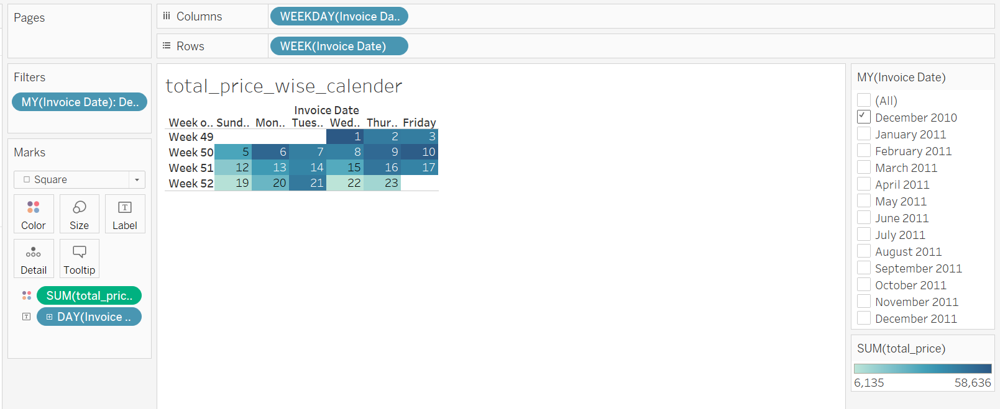 Pages
Columns
WEEKDAY(Invoice Da..
Rows
WEEK(Invoice Date)
Filters
MY(Invoice Date): De..
Marks
Square
Color
Size
Label
Detail
Tooltip
SUM(total_pric..
DAY(Invoice ..
total_price_wise_calender
Invoice Date
Week o.. Sund.. Mon.. Tues.. Wed.. Thur.. Friday
Week 49 1 2 3
Week 50 5 6 7 8 9 10
Week 51 12 13 14 15 16 17
Week 52 19 20 21 22 23
MY(Invoice Date)
(All)
December 2010
January 2011
February 2011
March 2011
April 2011
May 2011
June 2011
July 2011
August 2011
September 2011
October 2011
November 2011
December 2011
SUM(total_price)
6,135 58,636